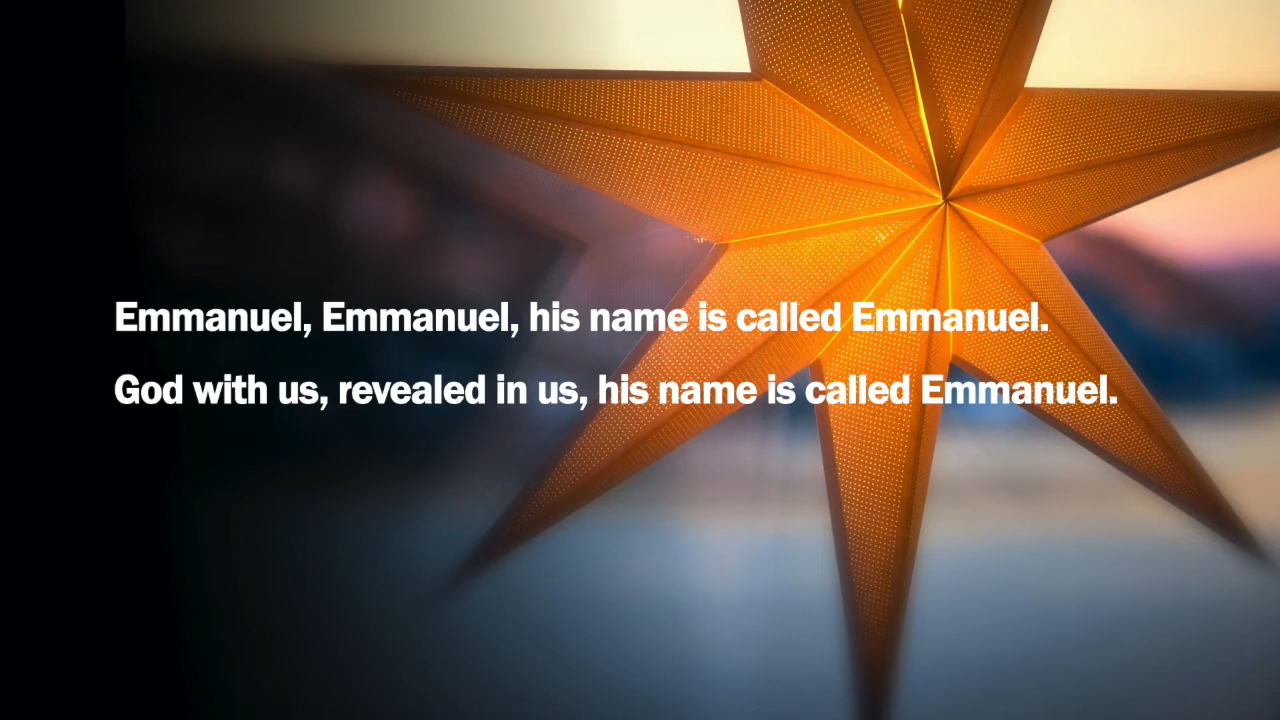 Emmanuel, Emmanuel, his name is called Emmanuel.
God with us, revealed in us, his name is called Emmanuel.